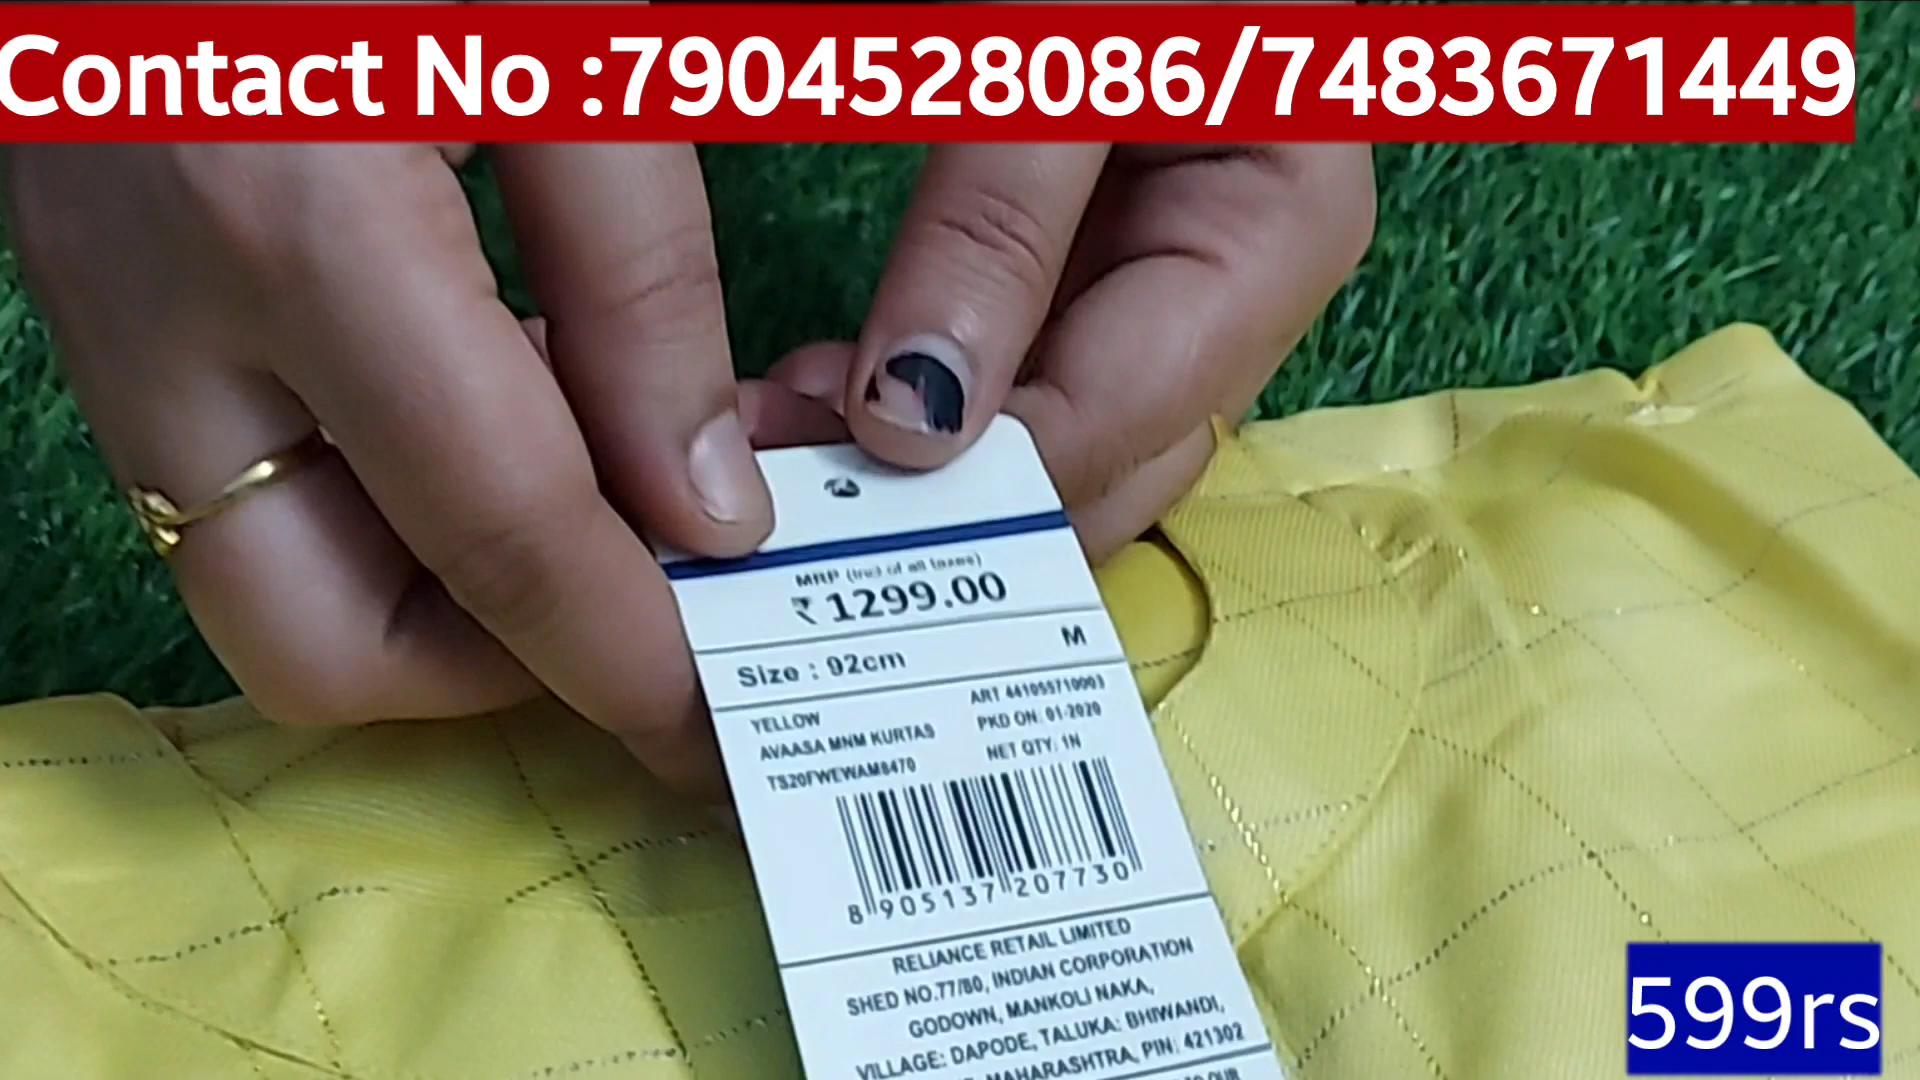 Contact No :7904528086/7483671449
MRP (Incl of all taxes)
₹1299.00
Size : 92cm M
YELLOW
AVAASA MNM KURTAS
TS20FWEWAM8470
ART 441055710003
PKD ON: 01-2020
NET QTY: 1N
8 905137 207730
RELIANCE RETAIL LIMITED
SHED NO.77/80, INDIAN CORPORATION
GODOWN, MANKOLI NAKA,
VILLAGE: DAPODE, TALUKA: BHIWANDI,
MAHARASHTRA, PIN: 421302
599rs